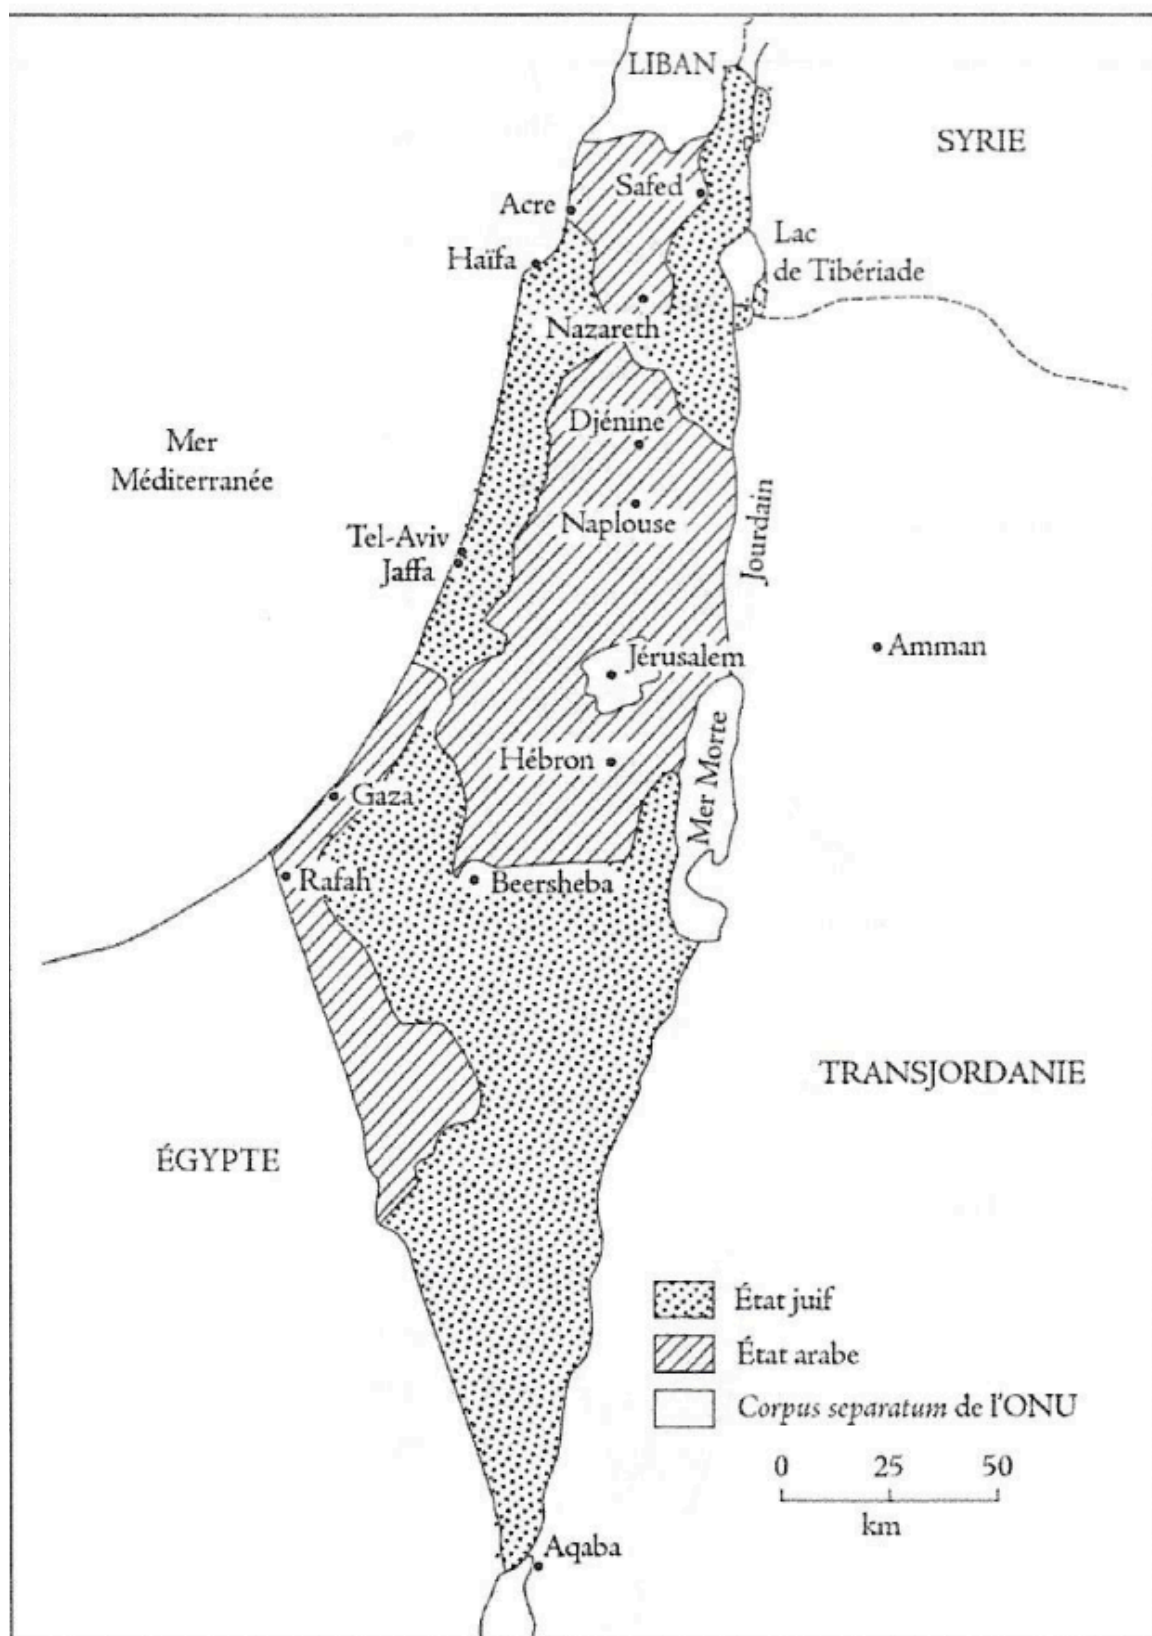 LIBAN
SYRIE
Safed
Acre
Lac
de Tibériade
Haïfa
Nazareth
Djénine
Mer
Méditerranée
Jourdain
Naplouse
Tel-Aviv
Jaffa
Jérusalem
Amman
Mer Morte
Hébron
Gaza
Rafah
Beersheba
TRANSJORDANIE
ÉGYPTE
État juif
État arabe
Corpus separatum de l'ONU
0 25 50
km
Aqaba